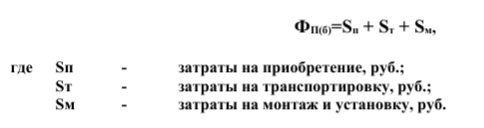 Фп(б)=Sп + Sт + Sм,
где Sп - затраты на приобретение, руб.;
Sт - затраты на транспортировку, руб.;
Sм - затраты на монтаж и установку, руб.